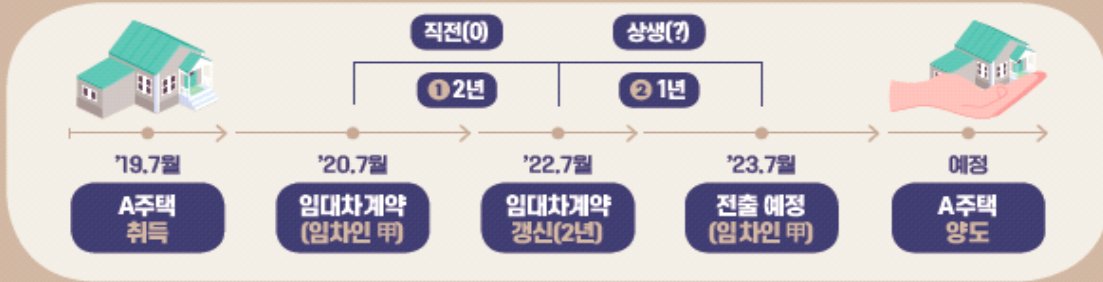 직전(O)
상생(?)
❶ 2년
❷ 1년
'19.7월
'20.7월
'22.7월
'23.7월
예정
A주택
취득
임대차계약
(임차인 甲)
임대차계약
갱신(2년)
전출 예정
(임차인 甲)
A주택
양도